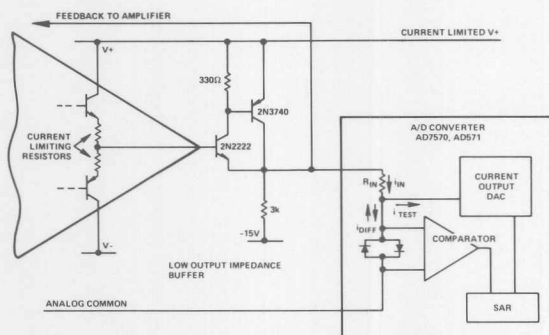 FEEDBACK TO AMPLIFIER
CURRENT LIMITED V+
V+
330Ω
2N3740
CURRENT
LIMITING
RESISTORS
2N2222
V-
3k
-15V
LOW OUTPUT IMPEDANCE
BUFFER
ANALOG COMMON
A/D CONVERTER
AD7570, AD571
RIN
iIN
i TEST
iDIFF
CURRENT
OUTPUT
DAC
COMPARATOR
SAR